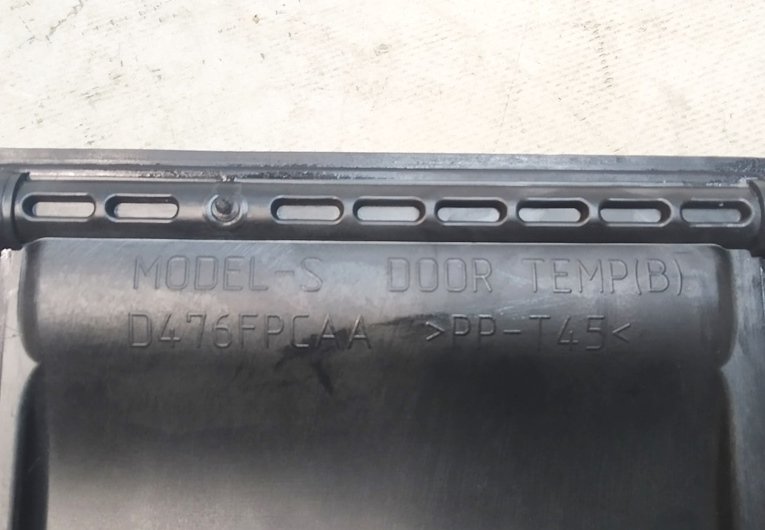 MODEL-S DOOR TEMP(B)
D476FPCAA >PP-T45<